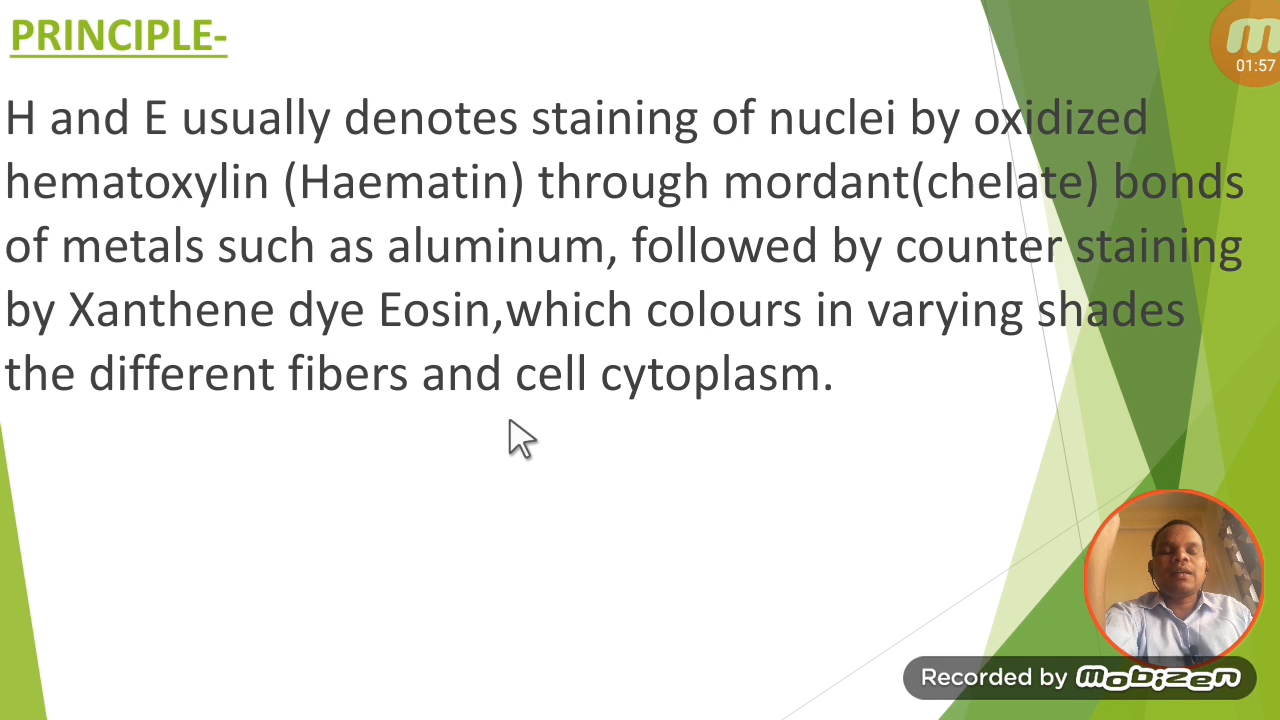 PRINCIPLE-
m
01:57
H and E usually denotes staining of nuclei by oxidized
hematoxylin (Haematin) through mordant(chelate) bonds
of metals such as aluminum, followed by counter staining
by Xanthene dye Eosin,which colours in varying shades
the different fibers and cell cytoplasm.
Recorded by Mobizen